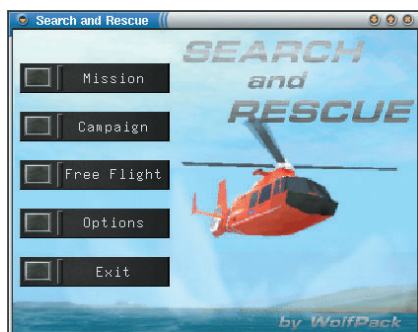 Search and Rescue
SEARCH
and
RESCUE
Mission
Campaign
Free Flight
Options
Exit
by WolfPack